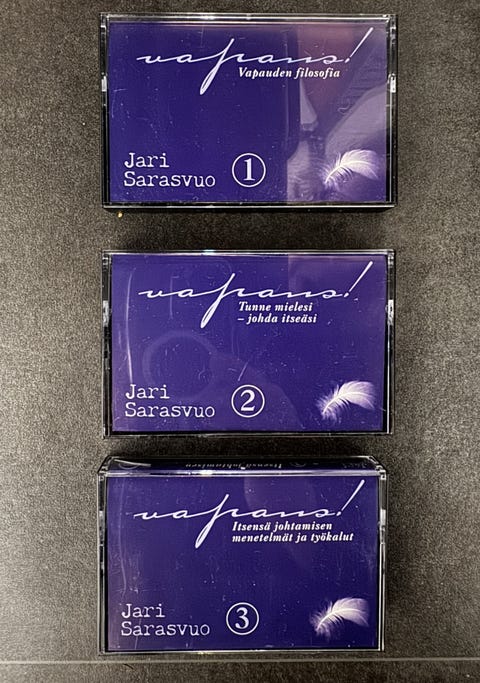 vapaus!
Vapauden filosofia
Jari
Sarasvuo
1
vapaus!
Tunne mielesi
– johda itseäsi
Jari
Sarasvuo
2
vapaus!
Itsensä johtamisen
menetelmät ja työkalut
Jari
Sarasvuo
3